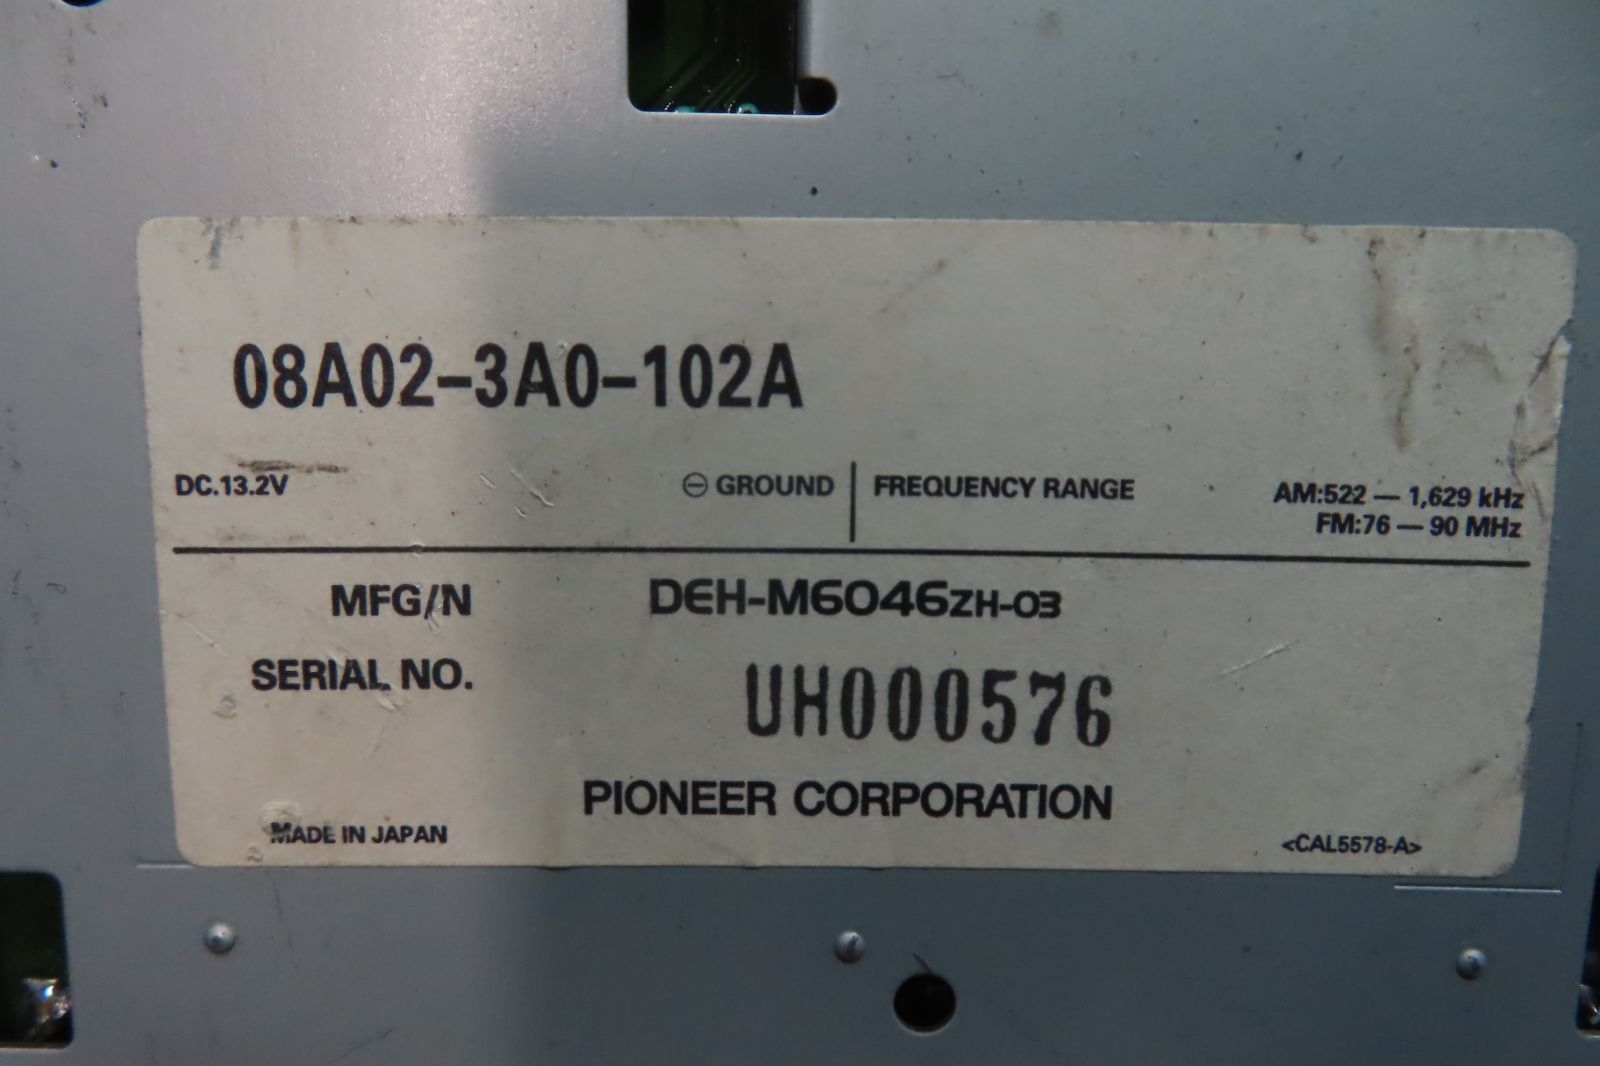 08A02-3A0-102A
DC.13.2V ⊖ GROUND FREQUENCY RANGE AM:522 — 1,629 kHz
FM:76 — 90 MHz
MFG/N DEH-M6046ZH-03
SERIAL NO. UH000576
PIONEER CORPORATION
MADE IN JAPAN <CAL5578-A>